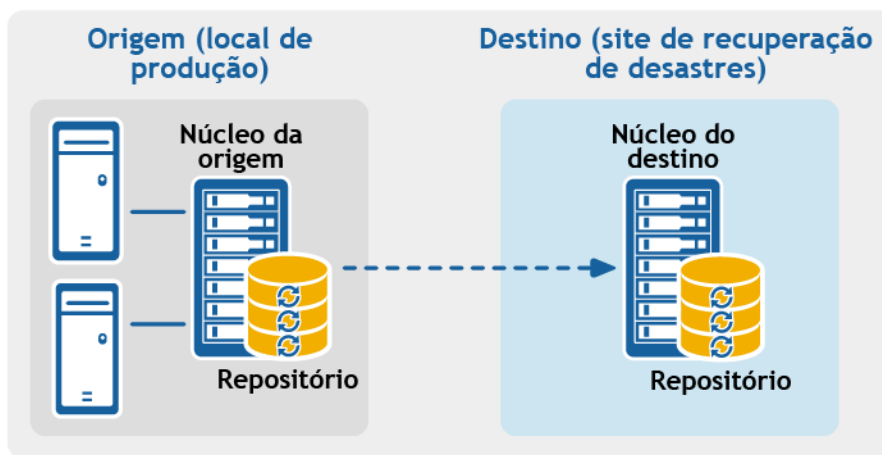 Origem (local de
produção)
Destino (site de recuperação
de desastres)
Núcleo da
origem
Núcleo do
destino
Repositório
Repositório